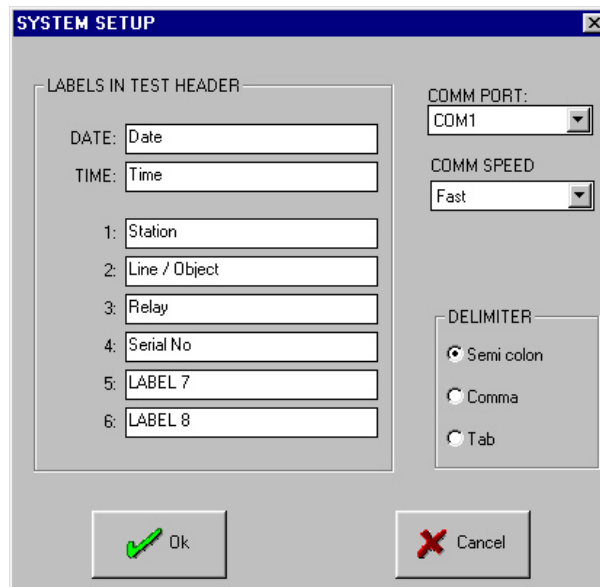 SYSTEM SETUP
LABELS IN TEST HEADER
DATE: Date
TIME: Time
1: Station
2: Line / Object
3: Relay
4: Serial No
5: LABEL 7
6: LABEL 8
COMM PORT:
COM1
COMM SPEED
Fast
DELIMITER
Semi colon
Comma
Tab
Ok
Cancel